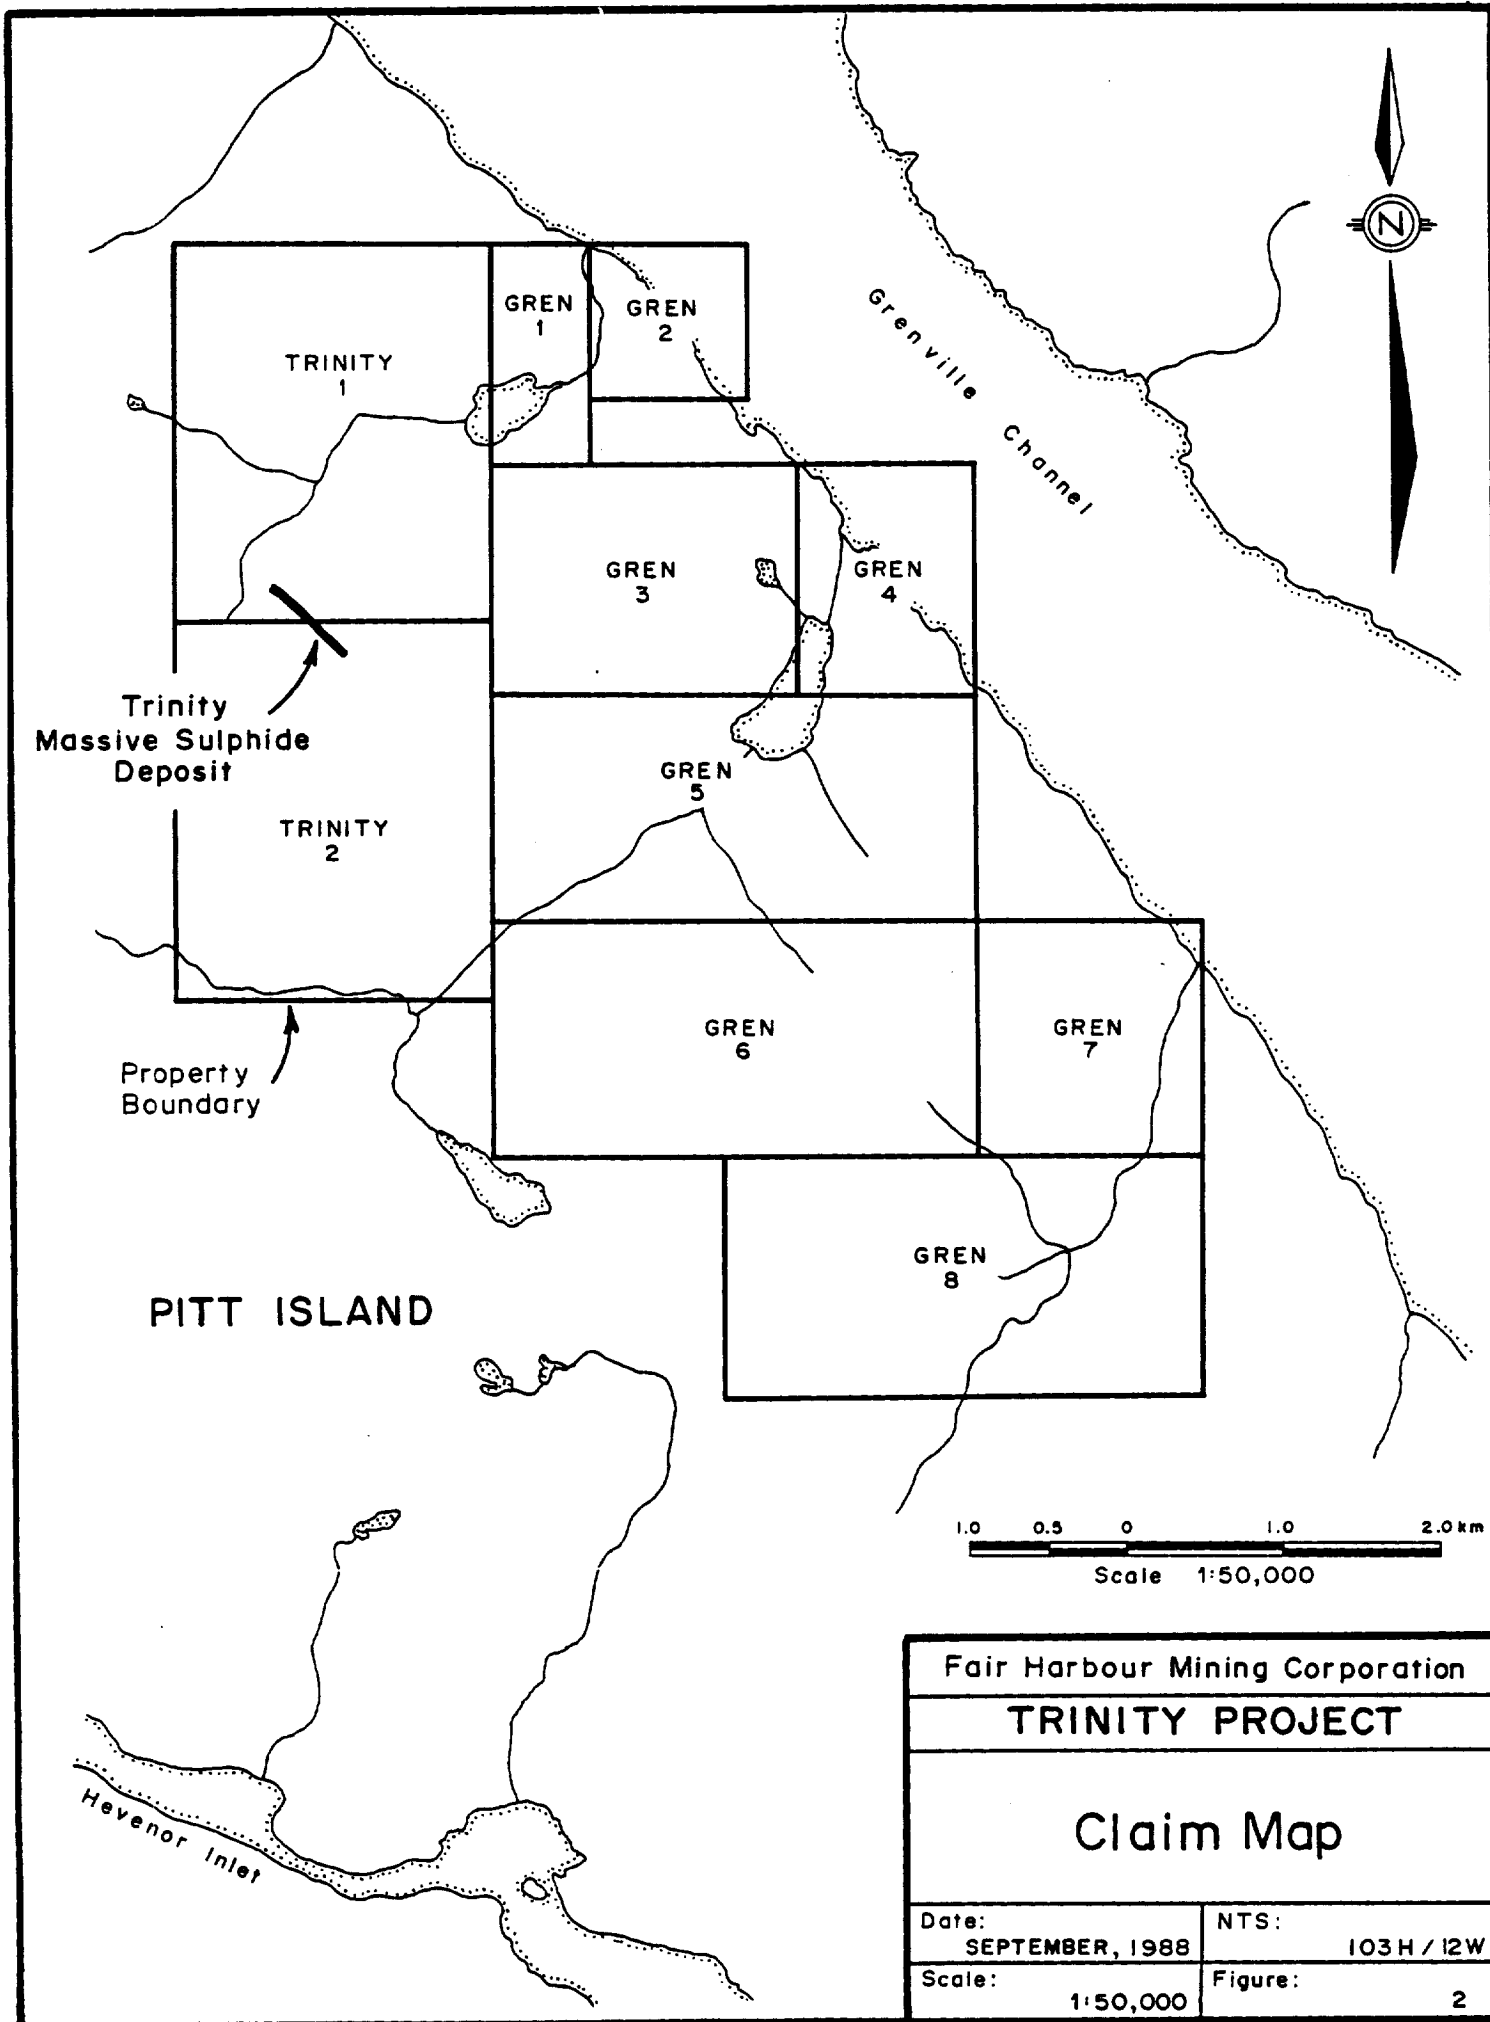 N
GREN
1
GREN
2
TRINITY
1
Grenville Channel
GREN
3
GREN
4
Trinity
Massive Sulphide
Deposit
GREN
5
TRINITY
2
GREN
6
GREN
7
Property
Boundary
GREN
8
PITT ISLAND
1.0 0.5 0 1.0 2.0 km
Scale 1:50,000
Hevenor Inlet
Fair Harbour Mining Corporation
TRINITY PROJECT
Claim Map
Date:
SEPTEMBER, 1988
NTS:
103 H / 12W
Scale:
1:50,000
Figure:
2